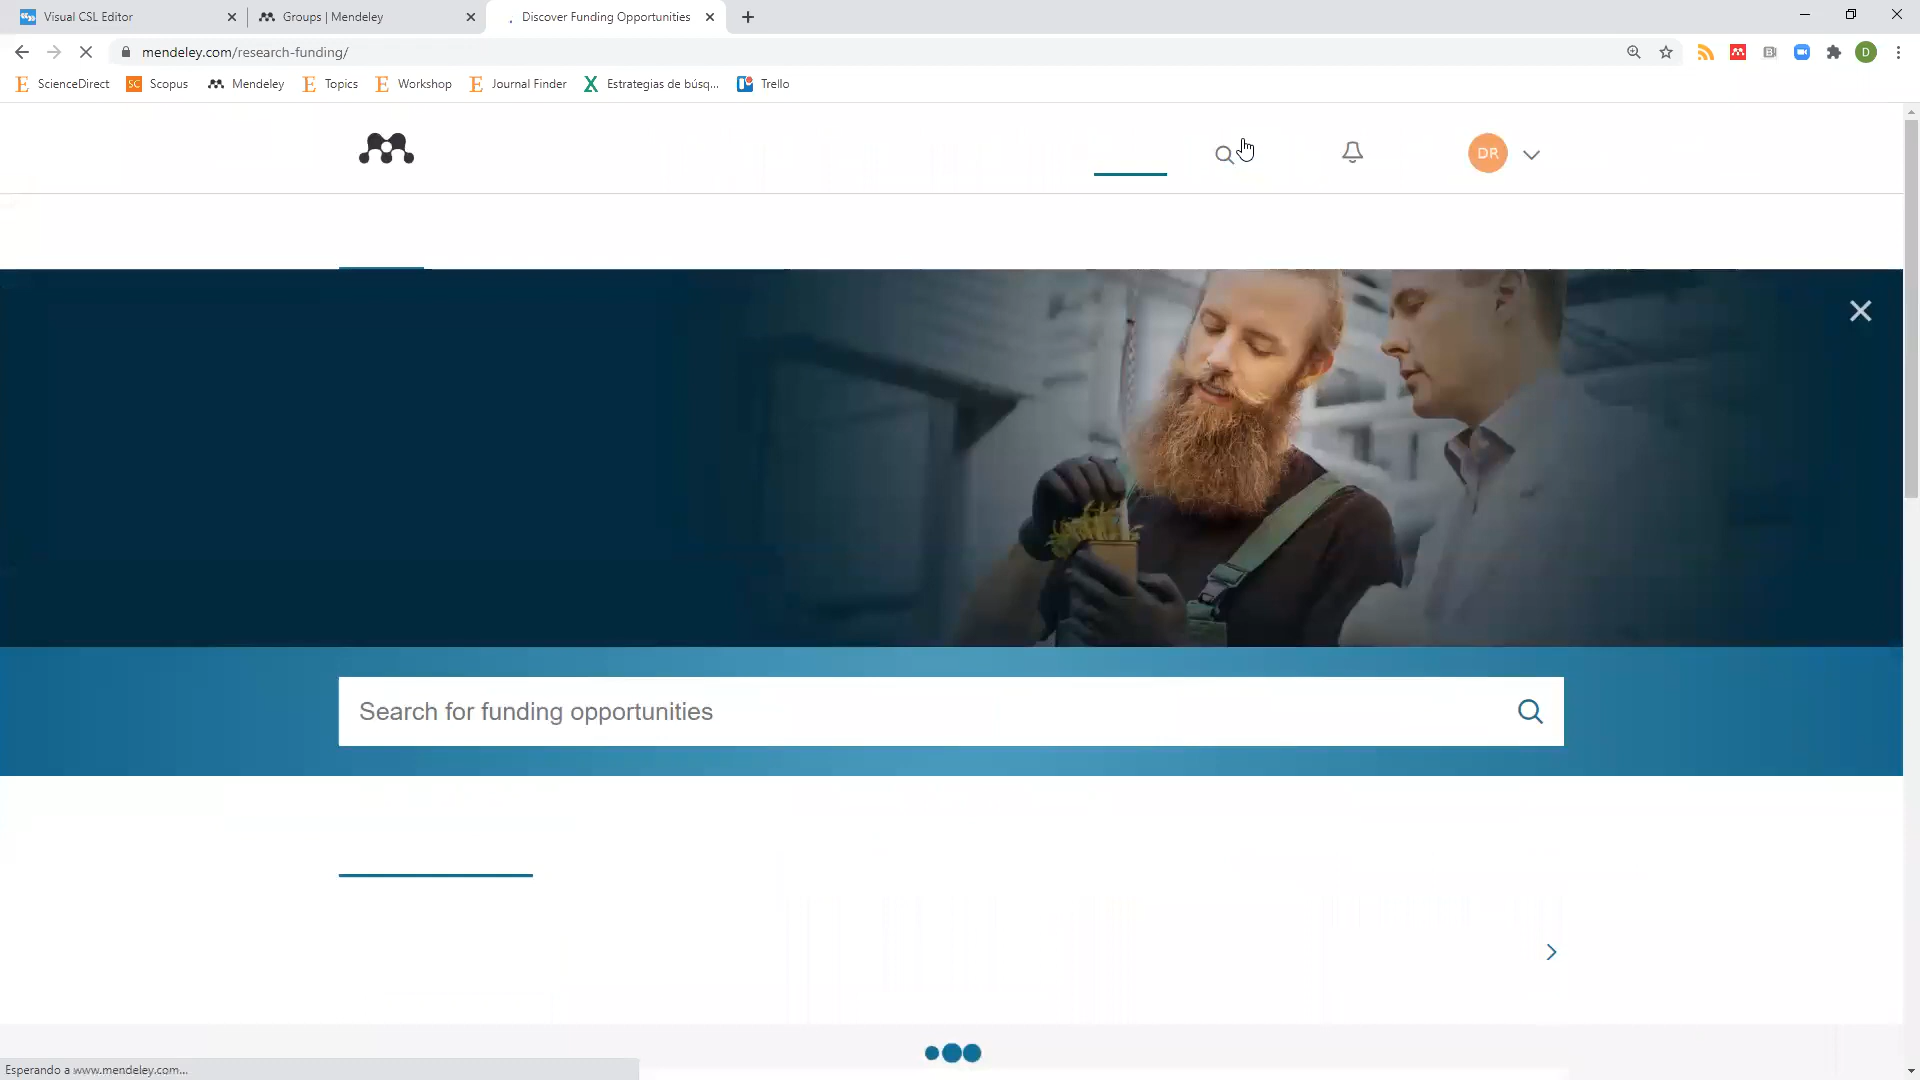 Visual CSL Editor
Groups | Mendeley
Discover Funding Opportunities
mendeley.com/research-funding/
D
ScienceDirect
SC Scopus
Mendeley
Topics
Workshop
Journal Finder
Estrategias de búsq...
Trello
DR
Search for funding opportunities
Esperando a www.mendeley.com...